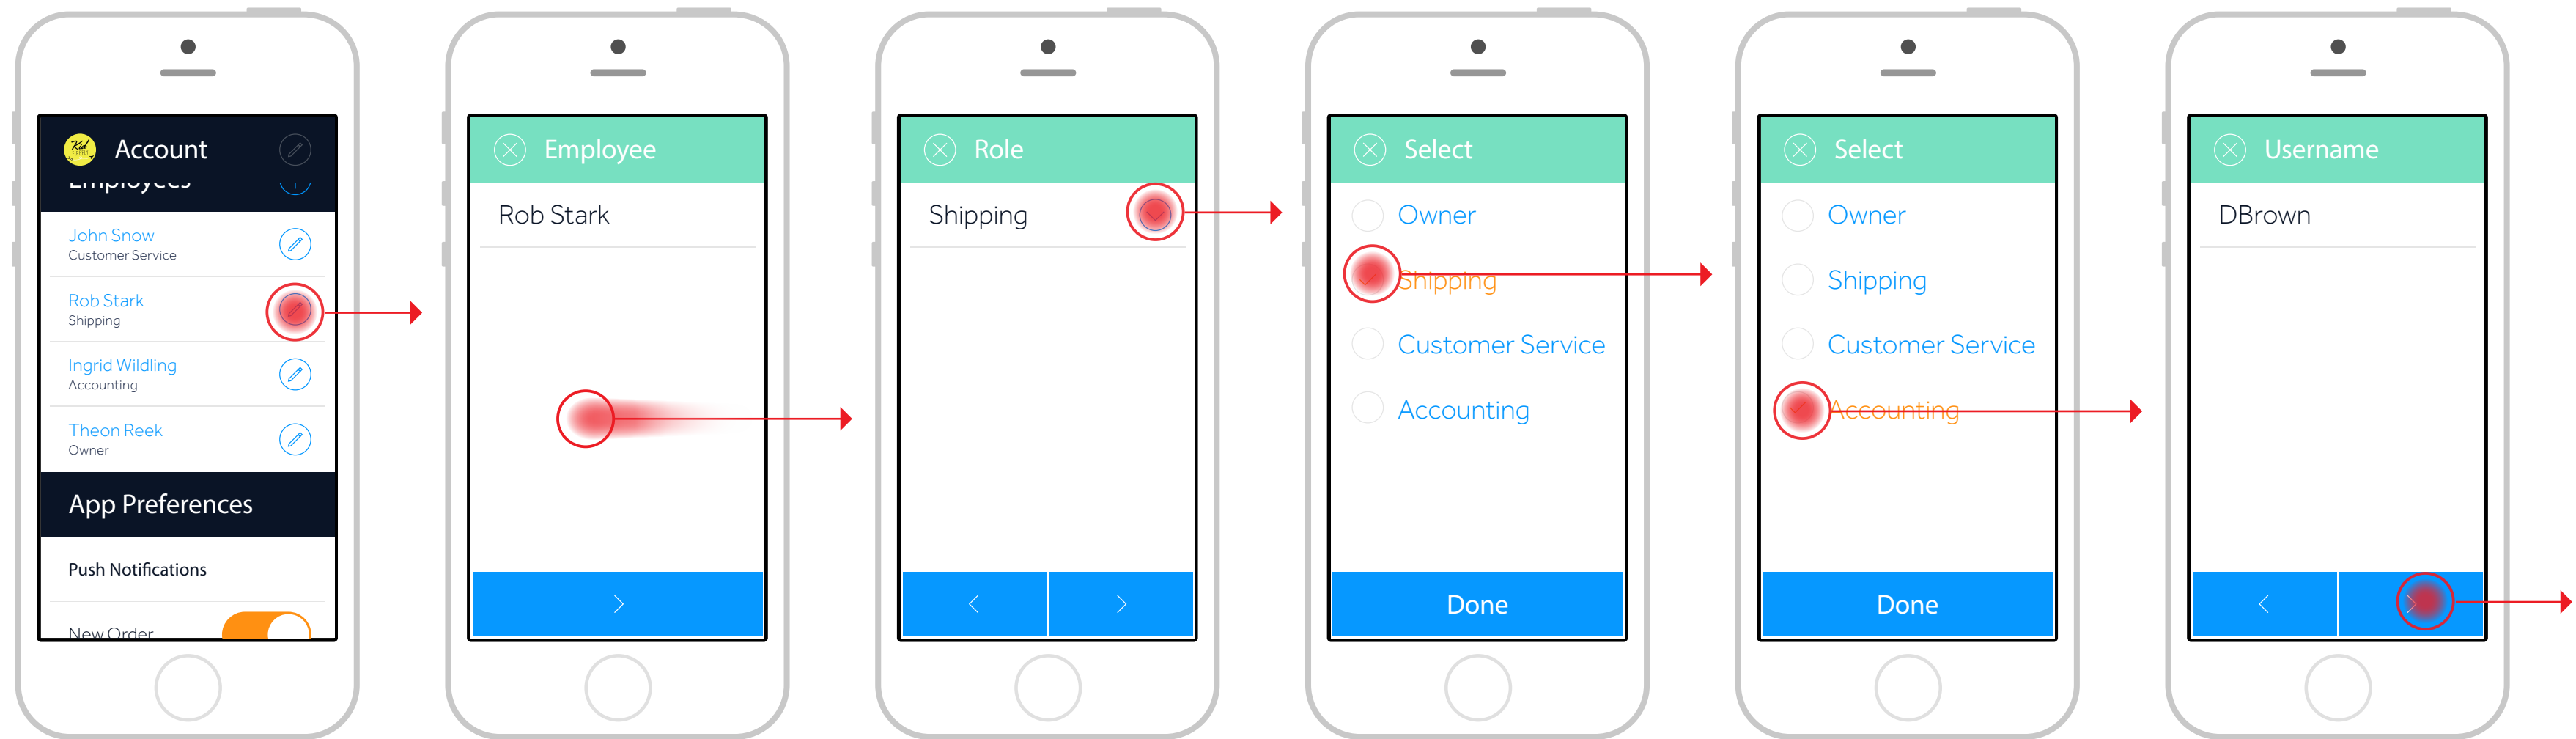 Kid
Account
Employees
John Snow
Customer Service
Rob Stark
Shipping
Ingrid Wildling
Accounting
Theon Reek
Owner
App Preferences
Push Notifications
New Order
Employee
Rob Stark
Role
Shipping
Select
Owner
Shipping
Customer Service
Accounting
Done
Select
Owner
Shipping
Customer Service
Accounting
Done
Username
DBrown